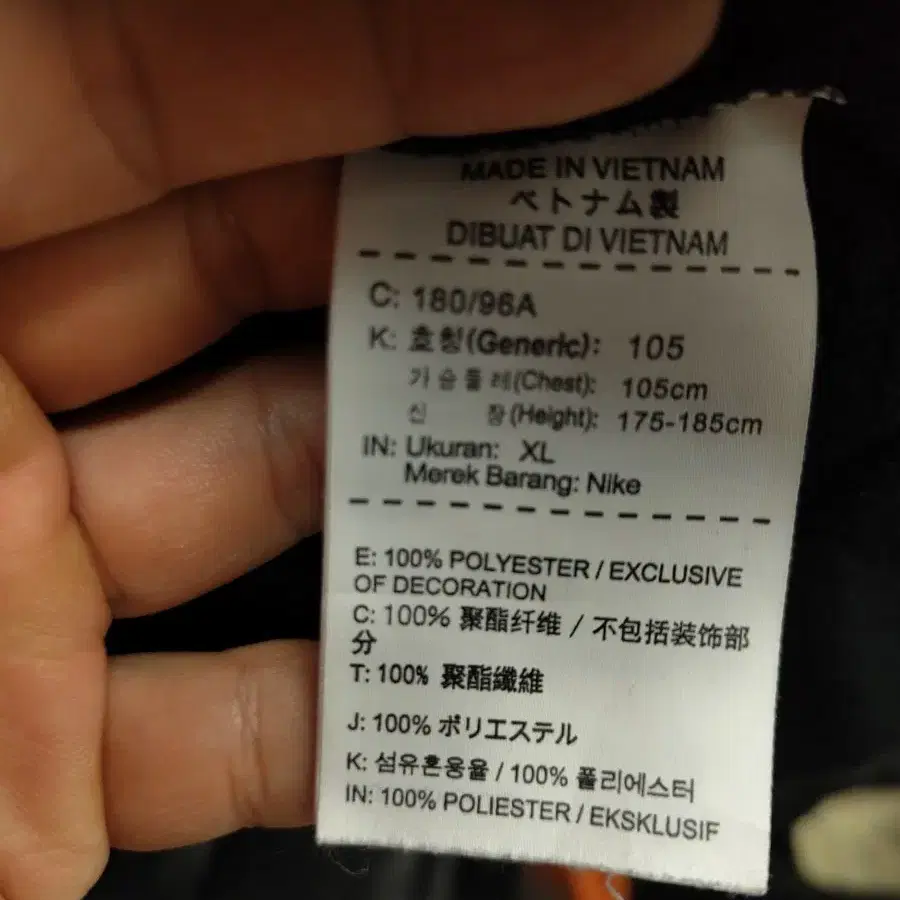 MADE IN VIETNAM
ベトナム製
DIBUAT DI VIETNAM
C: 180/96A
K: 호칭(Generic): 105
가슴둘레(Chest): 105cm
신 장(Height): 175-185cm
IN: Ukuran: XL
Merek Barang: Nike
E: 100% POLYESTER / EXCLUSIVE
OF DECORATION
C: 100% 聚酯纤维 / 不包括装饰部
分
T: 100% 聚酯纖維
J: 100% ポリエステル
K: 섬유혼용율 / 100% 폴리에스터
IN: 100% POLIESTER / EKSKLUSIF